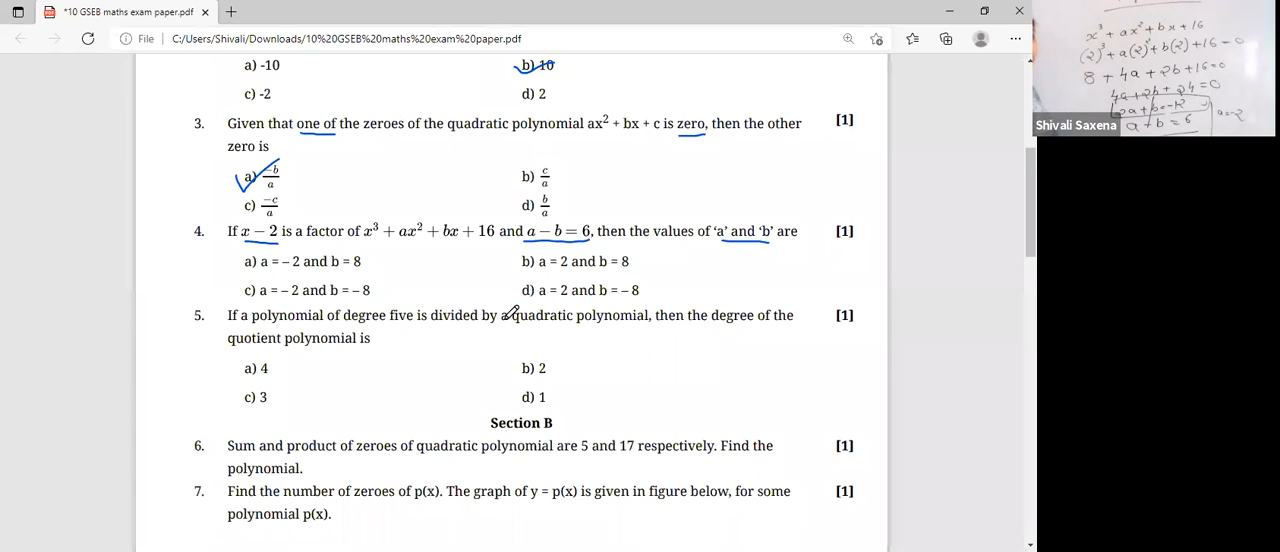 *10 GSEB maths exam paper.pdf
File
C:/Users/Shivali/Downloads/10%20GSEB%20maths%20exam%20paper.pdf
a) -10
b) 10
c) -2
d) 2
3. Given that one of the zeroes of the quadratic polynomial ax² + bx + c is zero, then the other [1]
zero is
a) −b/a
b) c/a
c) −c/a
d) b/a
4. If x − 2 is a factor of x³ + ax² + bx + 16 and a − b = 6, then the values of ‘a’ and ‘b’ are [1]
a) a = – 2 and b = 8
b) a = 2 and b = 8
c) a = – 2 and b = – 8
d) a = 2 and b = – 8
5. If a polynomial of degree five is divided by a quadratic polynomial, then the degree of the [1]
quotient polynomial is
a) 4
b) 2
c) 3
d) 1
Section B
6. Sum and product of zeroes of quadratic polynomial are 5 and 17 respectively. Find the [1]
polynomial.
7. Find the number of zeroes of p(x). The graph of y = p(x) is given in figure below, for some [1]
polynomial p(x).
x³ + ax² + bx + 16
(2)³ + a(2)² + b(2) + 16 = 0
8 + 4a + 2b + 16 = 0
4a + 2b + 24 = 0
2a + b = -12
a + b = 6
a = -2
Shivali Saxena